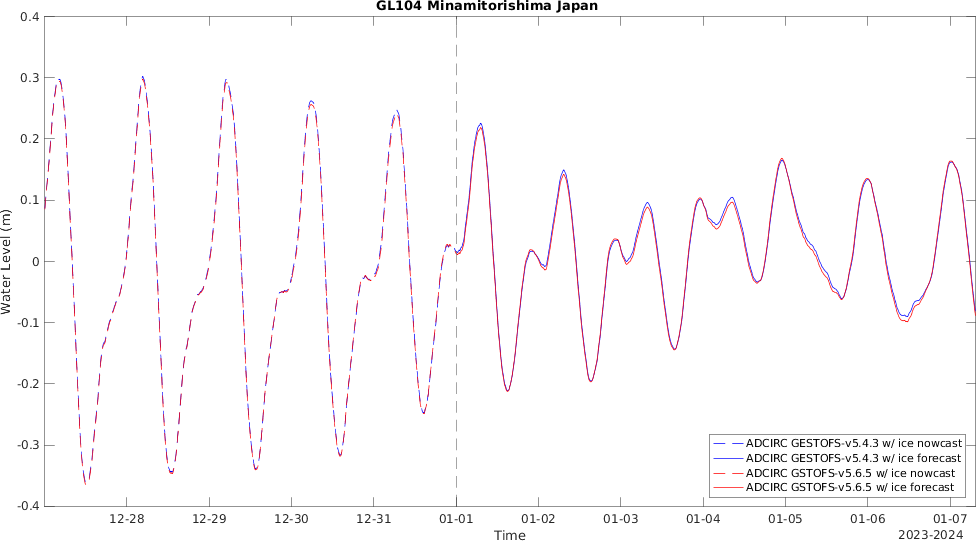 GL104 Minamitorishima Japan
Water Level (m)
0.4
0.3
0.2
0.1
0
-0.1
-0.2
-0.3
-0.4
ADCIRC GESTOFS-v5.4.3 w/ ice nowcast
ADCIRC GESTOFS-v5.4.3 w/ ice forecast
ADCIRC GSTOFS-v5.6.5 w/ ice nowcast
ADCIRC GSTOFS-v5.6.5 w/ ice forecast
12-28 12-29 12-30 12-31 01-01 01-02 01-03 01-04 01-05 01-06 01-07
Time
2023-2024